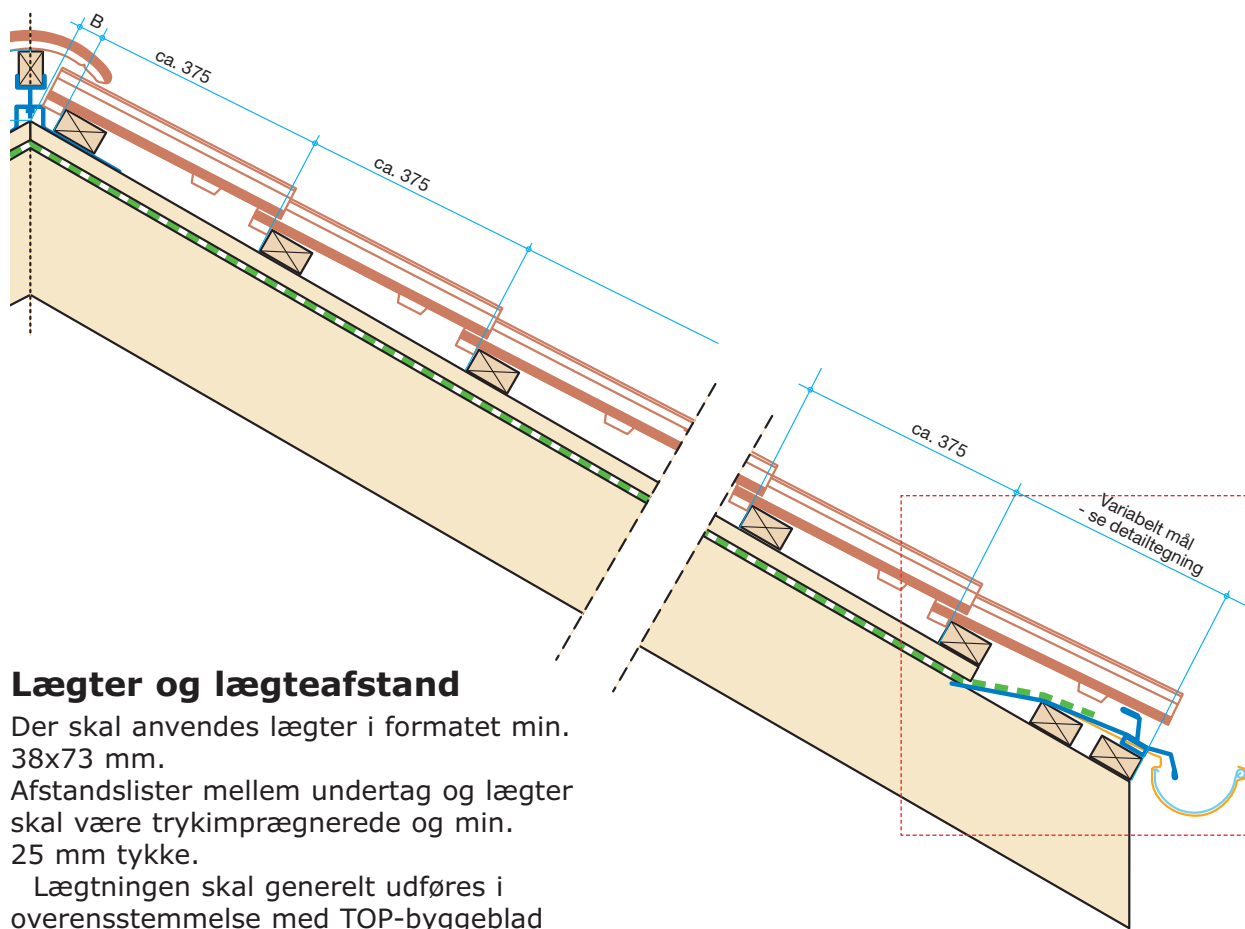 B
ca. 375
ca. 375
ca. 375
Variabelt mål
- se detailtegning
Lægter og lægteafstand
Der skal anvendes lægter i formatet min.
38x73 mm.
Afstandslister mellem undertag og lægter
skal være trykimprægnerede og min.
25 mm tykke.
Lægtningen skal generelt udføres i
overensstemmelse med TOP-byggeblad